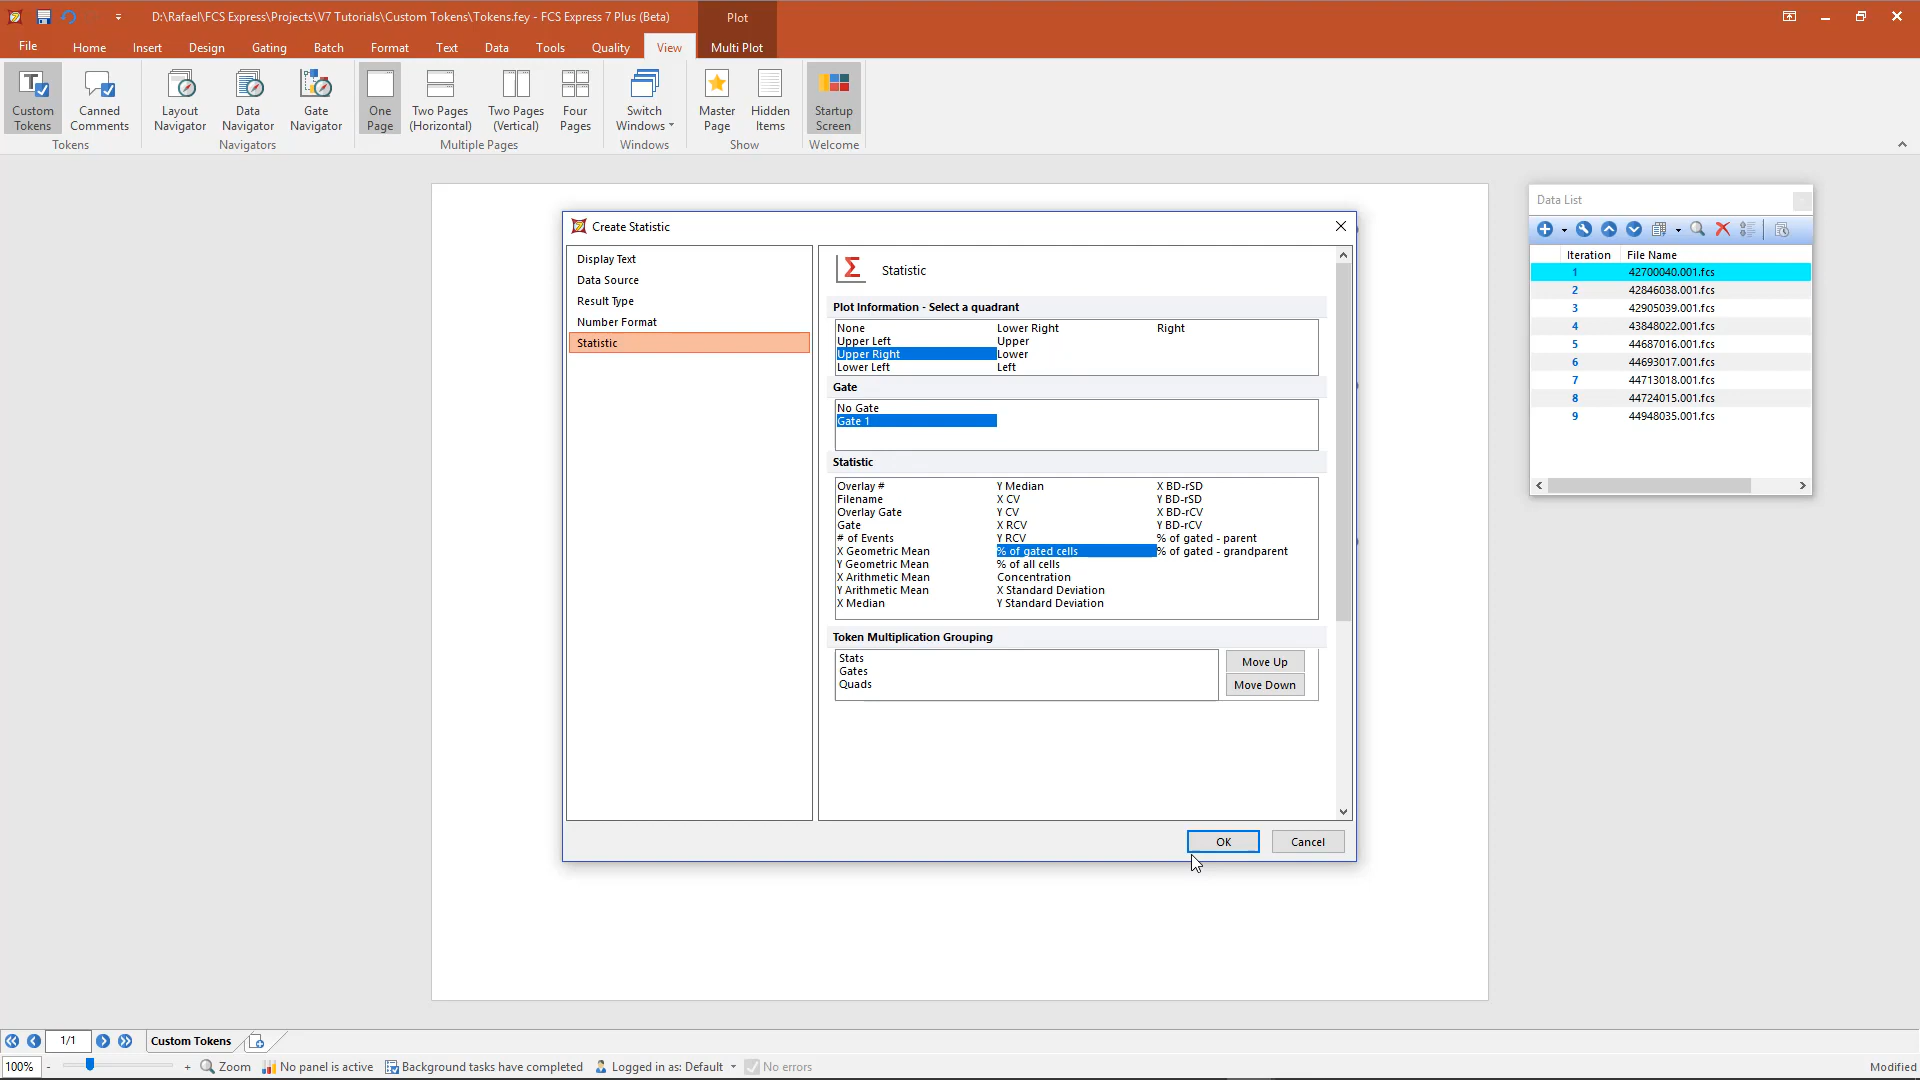 D:\Rafael\FCS Express\Projects\V7 Tutorials\Custom Tokens\Tokens.fey - FCS Express 7 Plus (Beta)
Plot
File Home Insert Design Gating Batch Format Text Data Tools Quality View Multi Plot
Custom Tokens
Canned Comments
Layout Navigator
Data Navigator
Gate Navigator
One Page
Two Pages (Horizontal)
Two Pages (Vertical)
Four Pages
Switch Windows
Master Page
Hidden Items
Startup Screen
Tokens Navigators Multiple Pages Windows Show Welcome
Create Statistic
Display Text
Data Source
Result Type
Number Format
Statistic
Statistic
Plot Information - Select a quadrant
None Lower Right Right
Upper Left Upper
Upper Right Lower
Lower Left Left
Gate
No Gate
Gate 1
Statistic
Overlay # Y Median X BD-rSD
Filename X CV Y BD-rSD
Overlay Gate Y CV X BD-rCV
Gate X RCV Y BD-rCV
# of Events Y RCV % of gated - parent
X Geometric Mean % of gated cells % of gated - grandparent
Y Geometric Mean % of all cells
X Arithmetic Mean Concentration
Y Arithmetic Mean X Standard Deviation
X Median Y Standard Deviation
Token Multiplication Grouping
Stats
Gates
Quads
Move Up
Move Down
OK Cancel
Data List
Iteration File Name
1 42700040.001.fcs
2 42846038.001.fcs
3 42905039.001.fcs
4 43848022.001.fcs
5 44687016.001.fcs
6 44693017.001.fcs
7 44713018.001.fcs
8 44724015.001.fcs
9 44948035.001.fcs
1/1 Custom Tokens
100% - + Zoom No panel is active Background tasks have completed Logged in as: Default No errors Modified